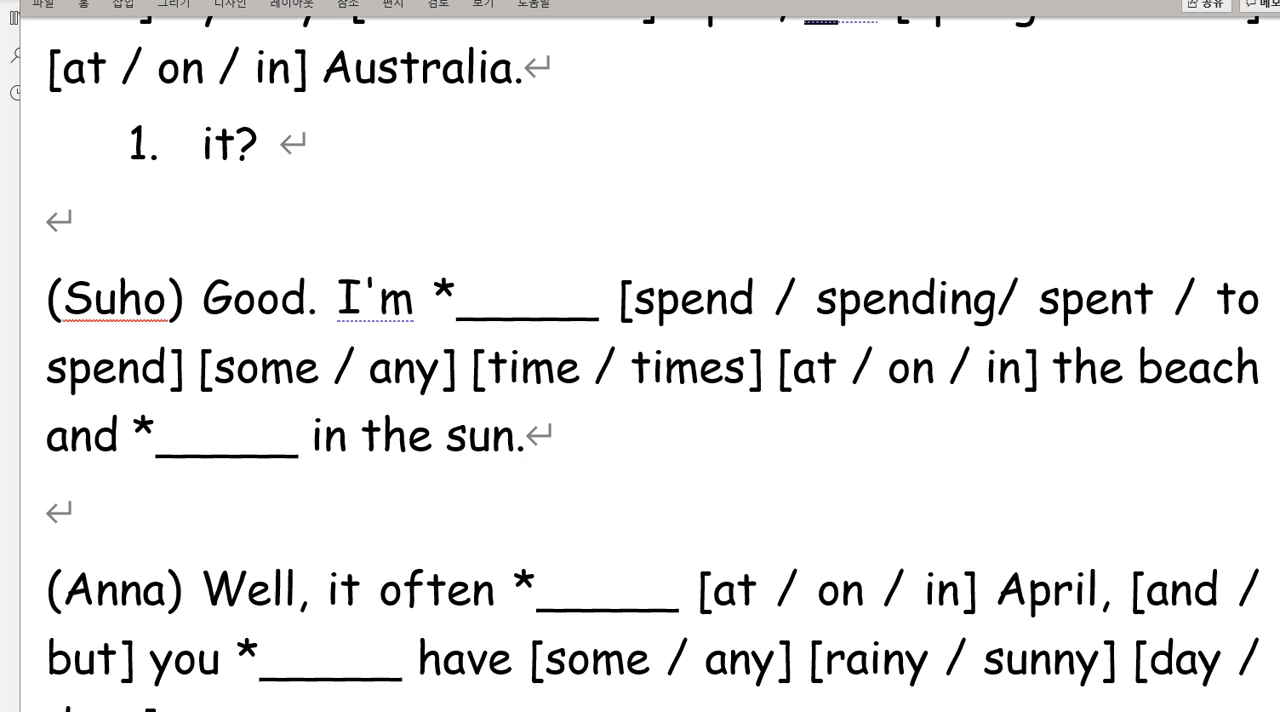 파일 홈 삽입 그리기 디자인 레이아웃 참조 편지 검토 보기 도움말 공유
[at / on / in] Australia.
1. it?
(Suho) Good. I'm *______ [spend / spending/ spent / to
spend] [some / any] [time / times] [at / on / in] the beach
and *______ in the sun.
(Anna) Well, it often *______ [at / on / in] April, [and /
but] you *______ have [some / any] [rainy / sunny] [day /